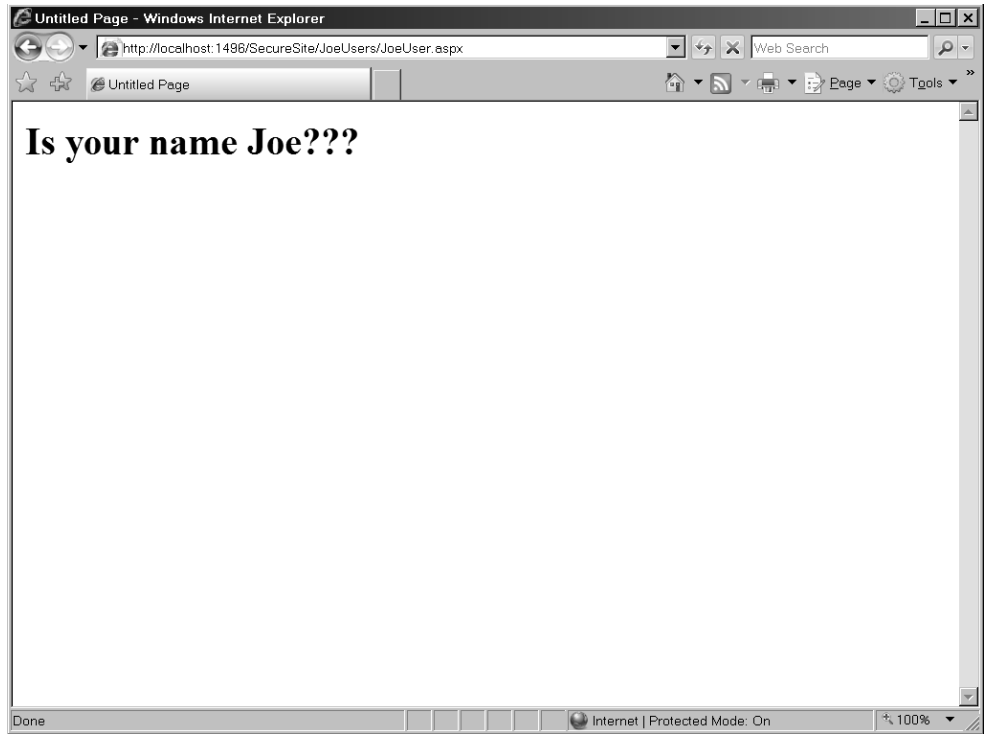 Untitled Page - Windows Internet Explorer
http://localhost:1496/SecureSite/JoeUsers/JoeUser.aspx
Web Search
Untitled Page
Page
Tools
»
Is your name Joe???
Done
Internet | Protected Mode: On
100%